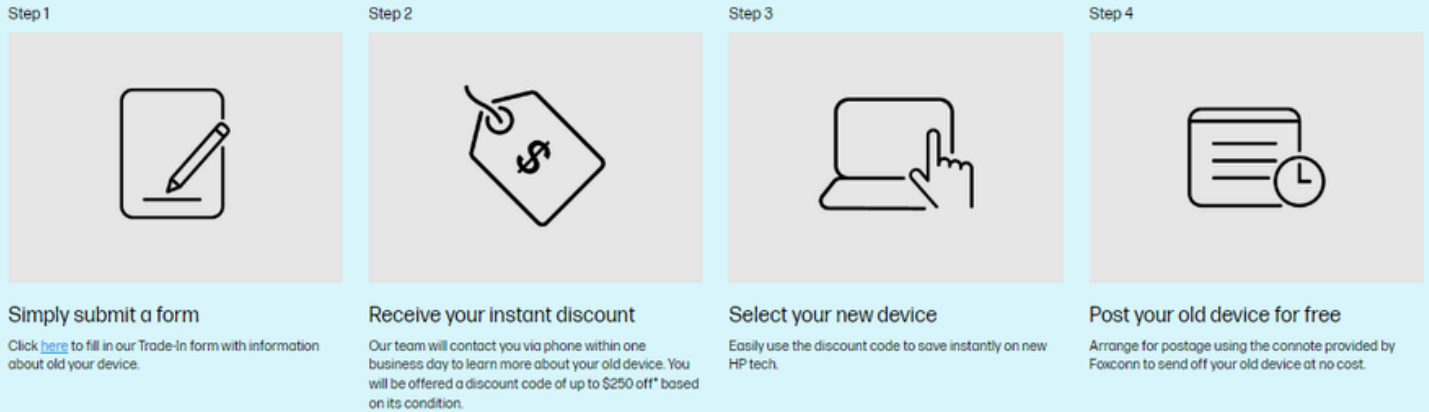 Step 1
Step 2
Step 3
Step 4
$
Simply submit a form
Click here to fill in our Trade-In form with information
about old your device.
Receive your instant discount
Our team will contact you via phone within one
business day to learn more about your old device. You
will be offered a discount code of up to $250 off* based
on its condition.
Select your new device
Easily use the discount code to save instantly on new
HP tech.
Post your old device for free
Arrange for postage using the connote provided by
Foxconn to send off your old device at no cost.